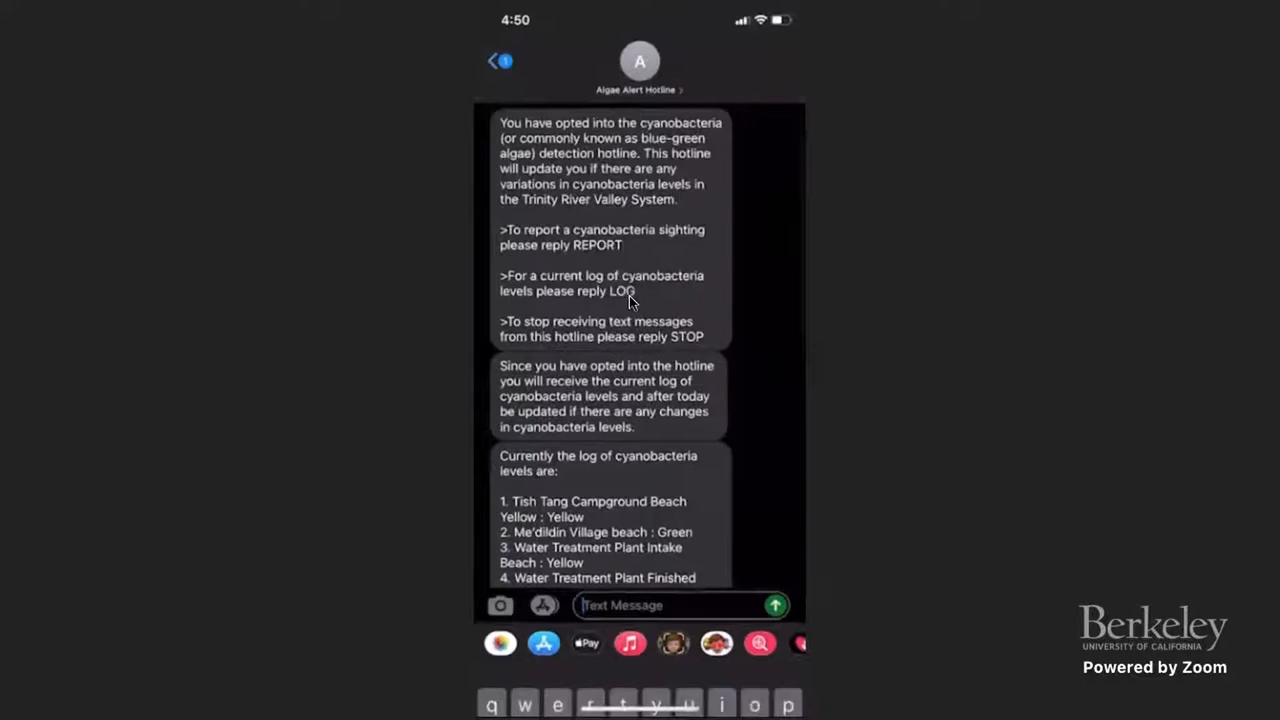 4:50
1
A
Algae Alert Hotline
You have opted into the cyanobacteria
(or commonly known as blue-green
algae) detection hotline. This hotline
will update you if there are any
variations in cyanobacteria levels in
the Trinity River Valley System.
>To report a cyanobacteria sighting
please reply REPORT
>For a current log of cyanobacteria
levels please reply LOG
>To stop receiving text messages
from this hotline please reply STOP
Since you have opted into the hotline
you will receive the current log of
cyanobacteria levels and after today
be updated if there are any changes
in cyanobacteria levels.
Currently the log of cyanobacteria
levels are:
1. Tish Tang Campground Beach
Yellow : Yellow
2. Me'dildin Village beach : Green
3. Water Treatment Plant Intake
Beach : Yellow
4. Water Treatment Plant Finished
Text Message
Pay
q w e r t y u i o p
Berkeley
UNIVERSITY OF CALIFORNIA
Powered by Zoom